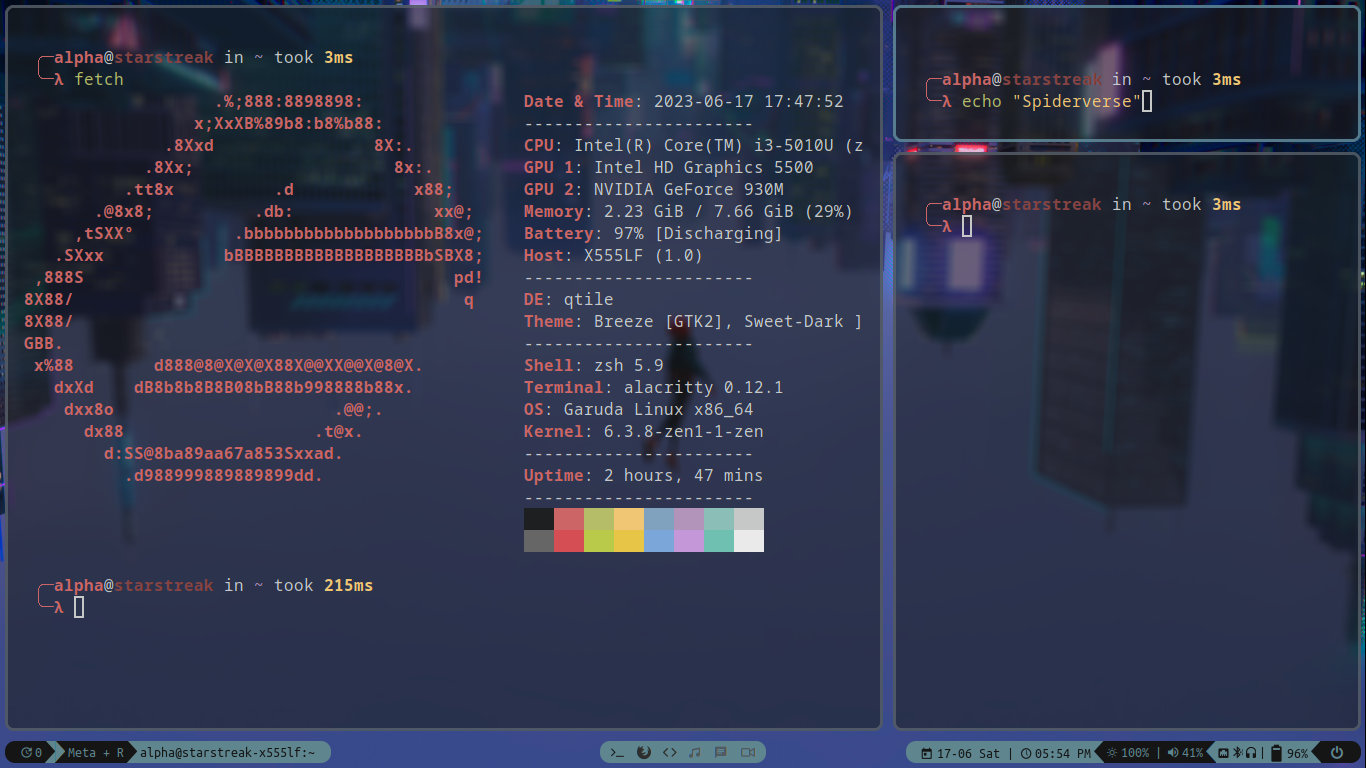 alpha@starstreak in ~ took 3ms
λ fetch
.%;888:8898898:
x;XxXB%89b8:b8%b88:
.8Xxd 8X:.
.8Xx; 8x:.
.tt8x .d x88;
.@8x8; .db: xx@;
,tSXX° .bbbbbbbbbbbbbbbbbbbB8x@;
.SXxx bBBBBBBBBBBBBBBBBBBBbSBX8;
,888S pd!
8X88/ q
8X88/
GBB.
x%88 d888@8@X@X@X88X@@XX@@X@8@X.
dxXd dB8b8b8B8B08bB88b998888b88x.
dxx8o .@@;.
dx88 .t@x.
d:SS@8ba89aa67a853Sxxad.
.d988999889889899dd.
Date & Time: 2023-06-17 17:47:52
-----------------------
CPU: Intel(R) Core(TM) i3-5010U (z
GPU 1: Intel HD Graphics 5500
GPU 2: NVIDIA GeForce 930M
Memory: 2.23 GiB / 7.66 GiB (29%)
Battery: 97% [Discharging]
Host: X555LF (1.0)
-----------------------
DE: qtile
Theme: Breeze [GTK2], Sweet-Dark ]
-----------------------
Shell: zsh 5.9
Terminal: alacritty 0.12.1
OS: Garuda Linux x86_64
Kernel: 6.3.8-zen1-1-zen
-----------------------
Uptime: 2 hours, 47 mins
-----------------------
alpha@starstreak in ~ took 215ms
λ
alpha@starstreak in ~ took 3ms
λ echo "Spiderverse"
alpha@starstreak in ~ took 3ms
λ
0 Meta + R alpha@starstreak-x555lf:~ 17-06 Sat | 05:54 PM 100% | 41% | 96%